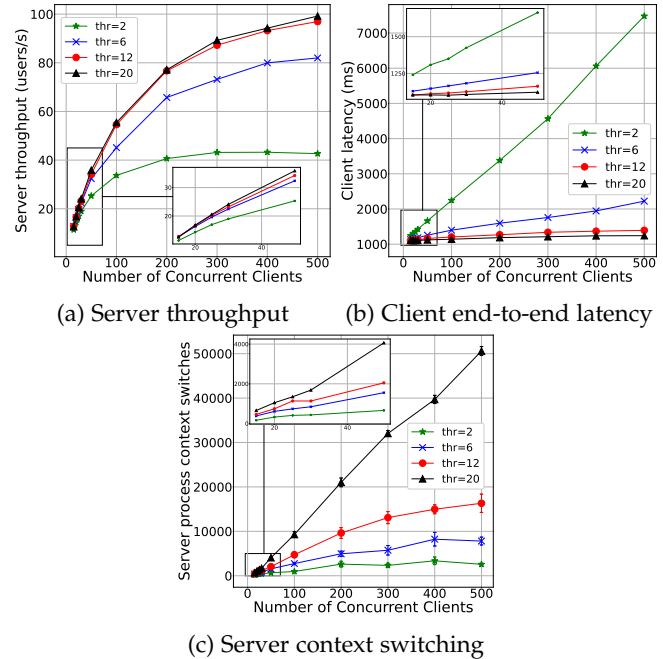 Server throughput (users/s)
100
80
60
40
20
thr=2
thr=6
thr=12
thr=20
30
20
20
40
0
100
200
300
400
500
Number of Concurrent Clients
(a) Server throughput
Client latency (ms)
7000
6000
5000
4000
3000
2000
1000
1500
1250
20
40
thr=2
thr=6
thr=12
thr=20
0
100
200
300
400
500
Number of Concurrent Clients
(b) Client end-to-end latency
Server process context switches
50000
40000
30000
20000
10000
0
4000
2000
0
20
40
thr=2
thr=6
thr=12
thr=20
0
100
200
300
400
500
Number of Concurrent Clients
(c) Server context switching